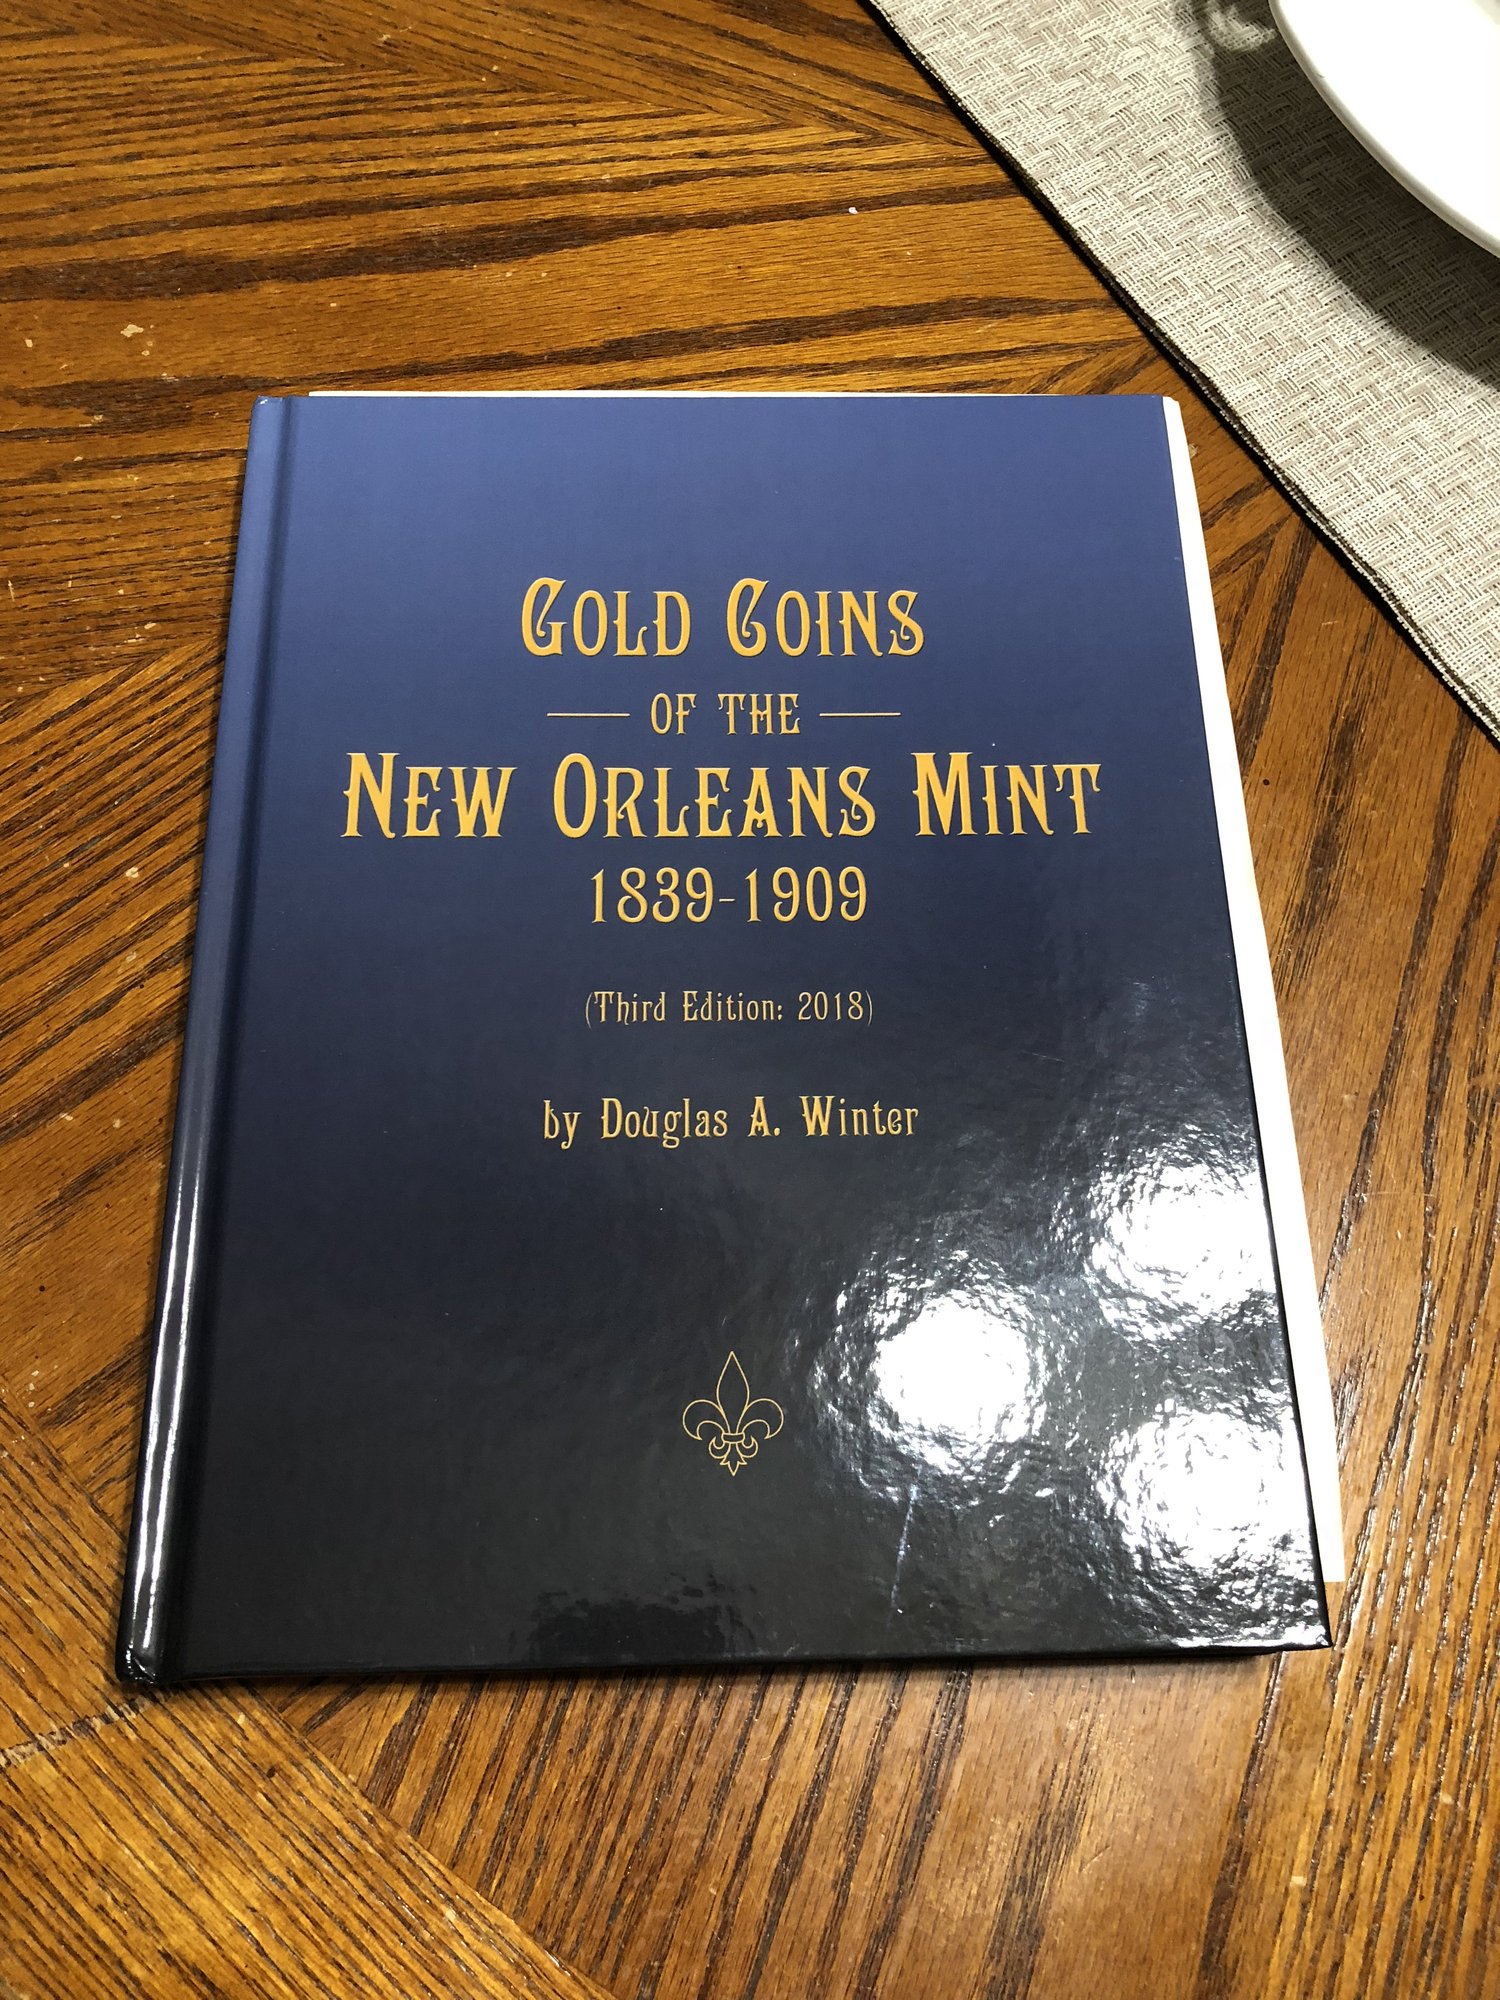 GOLD COINS
OF THE
NEW ORLEANS MINT
1839-1909
(Third Edition: 2018)
by Douglas A. Winter